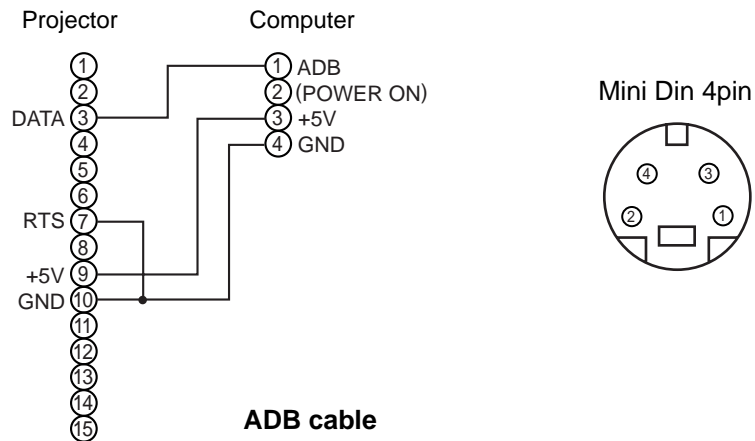 Projector
1
2
DATA 3
4
5
6
RTS 7
8
+5V 9
GND 10
11
12
13
14
15
Computer
1 ADB
2 (POWER ON)
3 +5V
4 GND
ADB cable
Mini Din 4pin
4 3
2 1